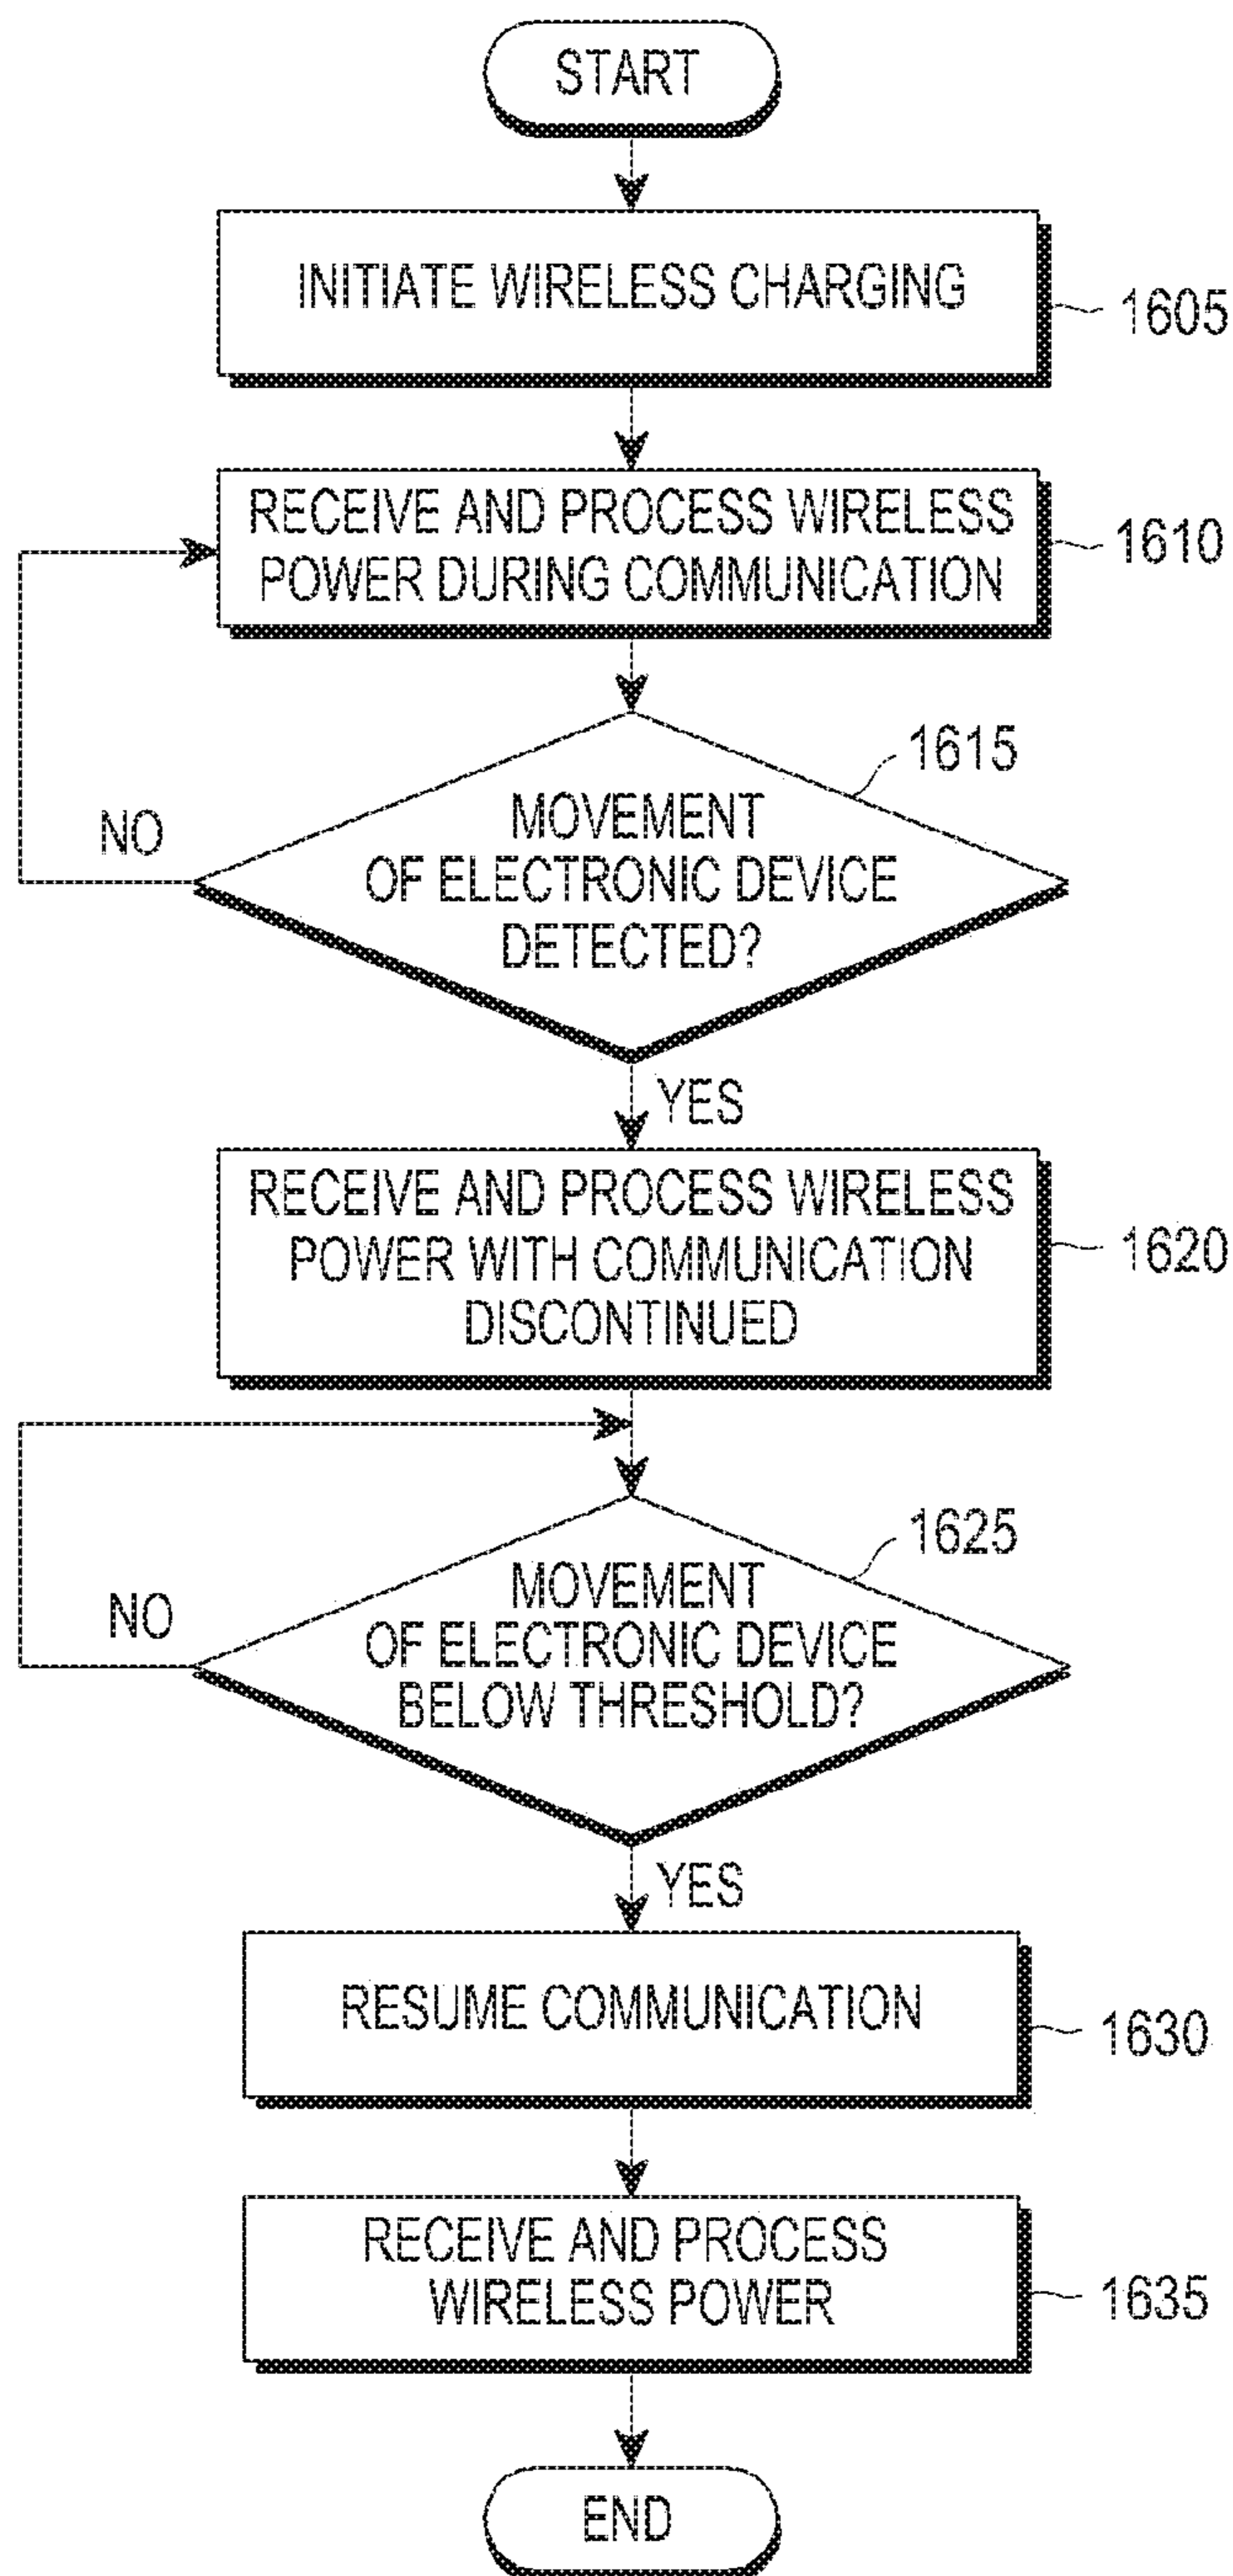 START
INITIATE WIRELESS CHARGING
1605
RECEIVE AND PROCESS WIRELESS
POWER DURING COMMUNICATION
1610
1615
MOVEMENT
OF ELECTRONIC DEVICE
DETECTED?
NO
YES
RECEIVE AND PROCESS WIRELESS
POWER WITH COMMUNICATION
DISCONTINUED
1620
1625
MOVEMENT
OF ELECTRONIC DEVICE
BELOW THRESHOLD?
NO
YES
RESUME COMMUNICATION
1630
RECEIVE AND PROCESS
WIRELESS POWER
1635
END